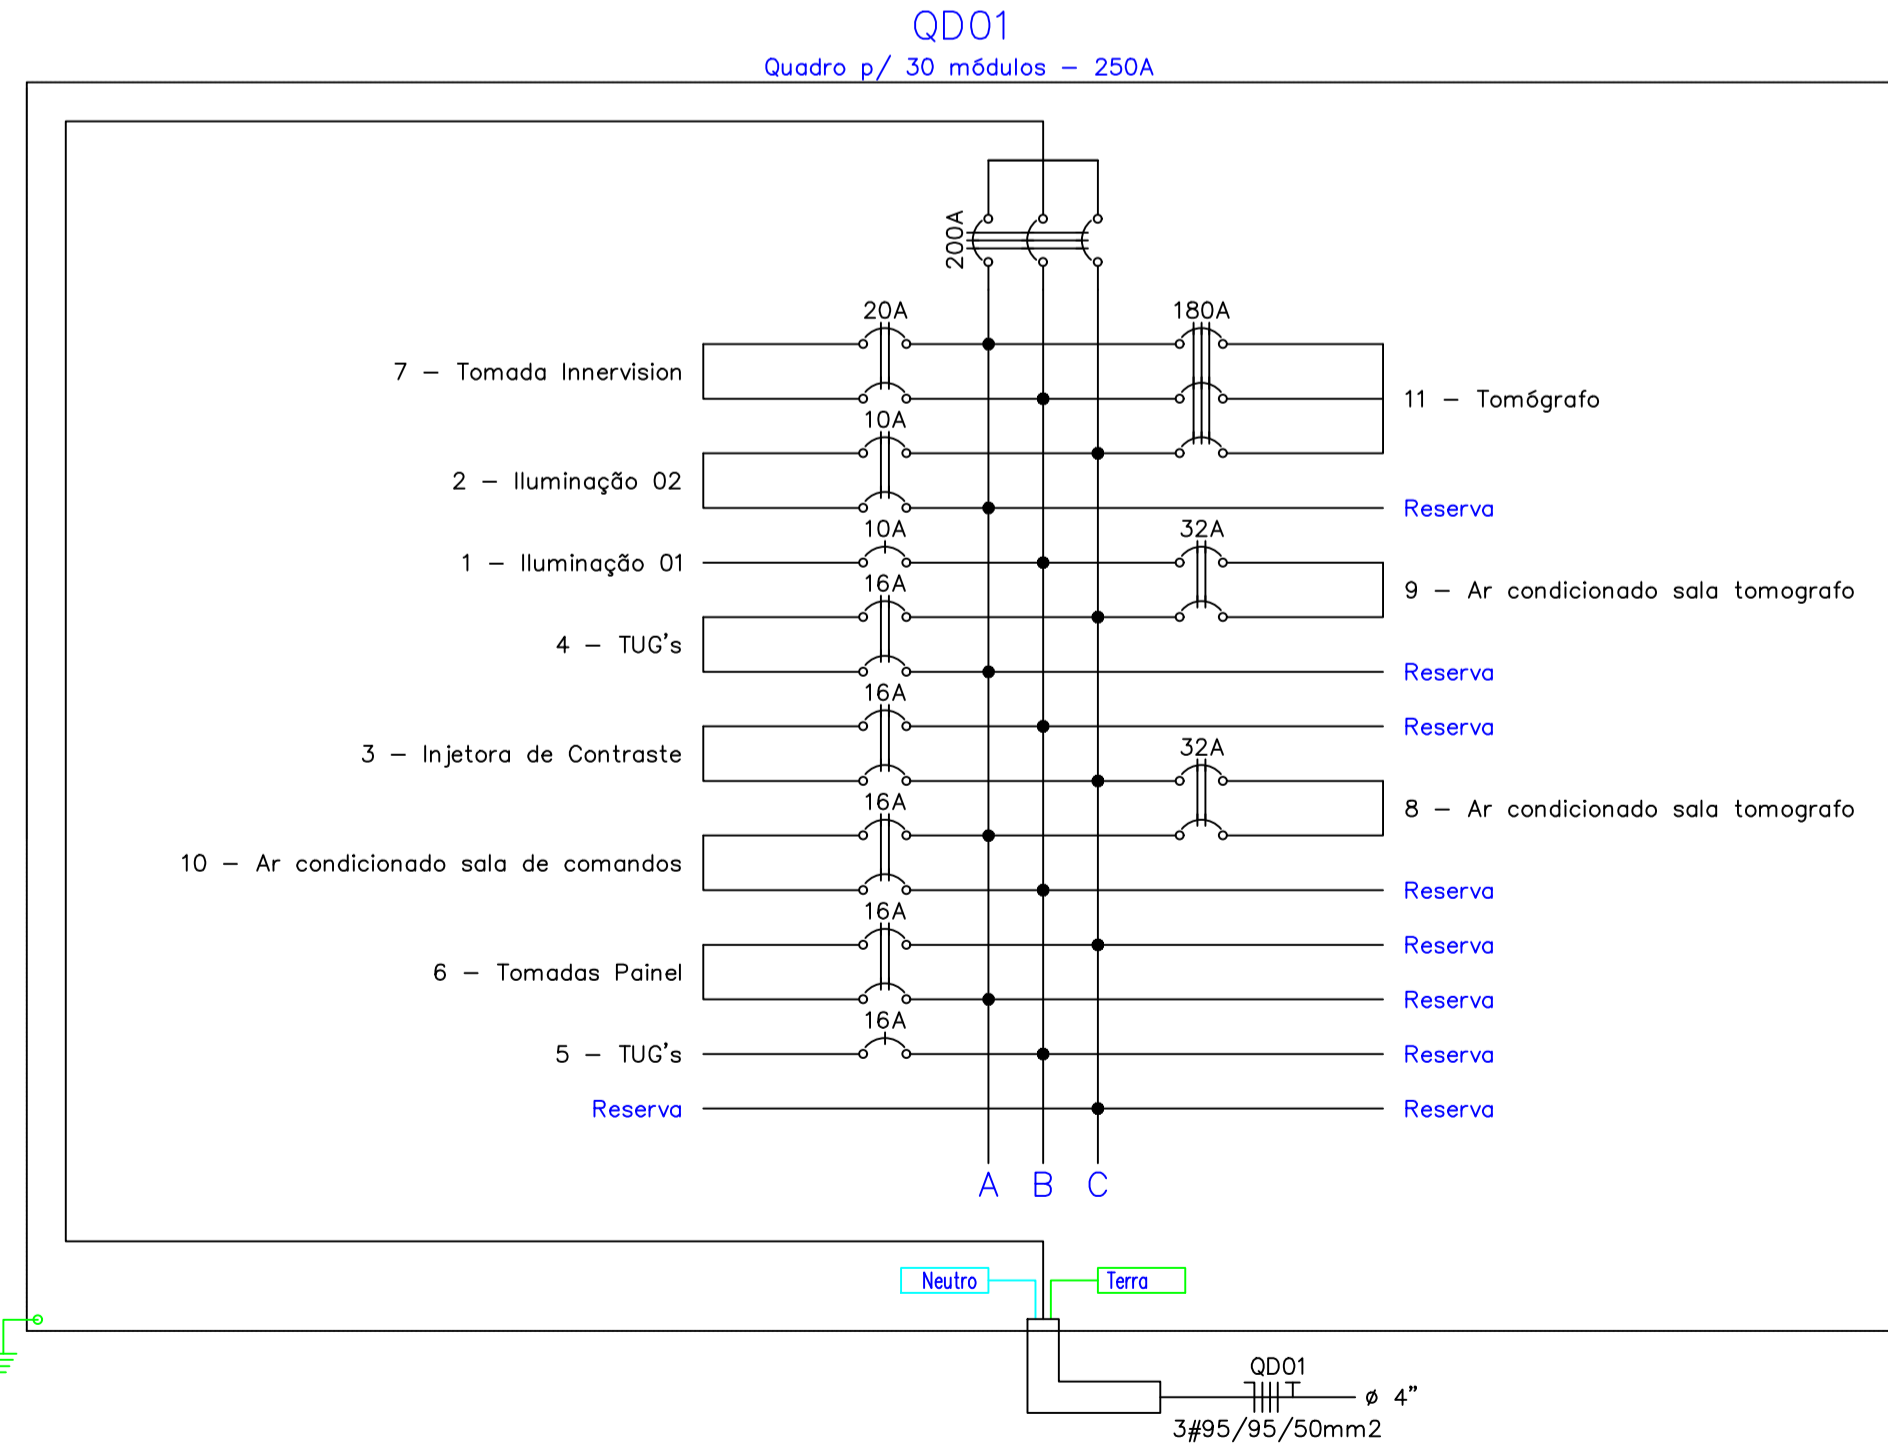 QD01
Quadro p/ 30 módulos - 250A
200A
20A 180A
7 - Tomada Innervision
11 - Tomógrafo
10A
2 - Iluminação 02
Reserva
10A 32A
1 - Iluminação 01
9 - Ar condicionado sala tomografo
16A
4 - TUG's
Reserva
16A
Reserva
3 - Injetora de Contraste
32A
16A
8 - Ar condicionado sala tomografo
10 - Ar condicionado sala de comandos
Reserva
16A
Reserva
6 - Tomadas Painel
Reserva
16A
5 - TUG's Reserva
Reserva Reserva
A B C
Neutro Terra
QD01
ø 4"
3#95/95/50mm2